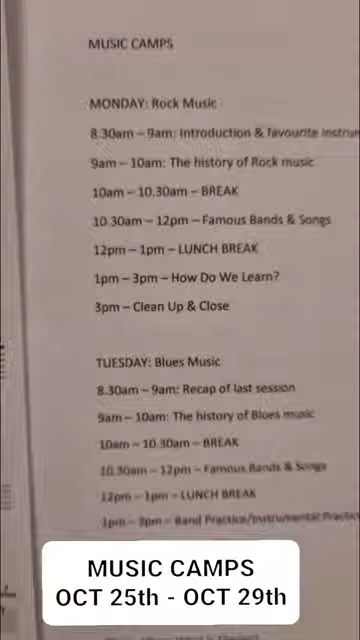 MUSIC CAMPS
MONDAY: Rock Music
8.30am – 9am: Introduction & favourite
9am – 10am: The history of Rock music
10am – 10.30am – BREAK
10.30am – 12pm – Famous Bands & Songs
12pm – 1pm – LUNCH BREAK
1pm – 3pm – How Do We Learn?
3pm – Clean Up & Close
TUESDAY: Blues Music
8.30am – 9am: Recap of last session
9am – 10am: The history of Blues music
10am – 10.30am – BREAK
10.30am – 12pm – Famous Bands & Songs
12pm – 1pm – LUNCH BREAK
1pm – 3pm – Band Practice/Instrumental
MUSIC CAMPS
OCT 25th - OCT 29th